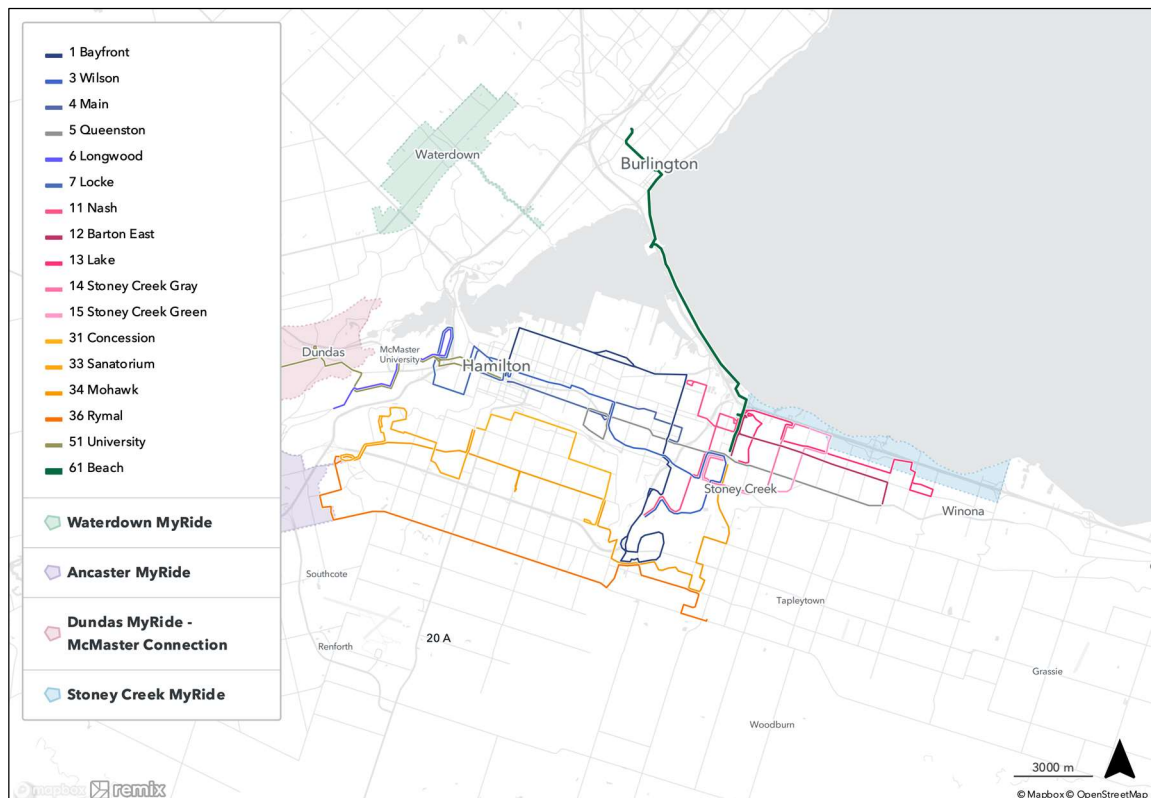 1 Bayfront
3 Wilson
4 Main
5 Queenston
6 Longwood
7 Locke
11 Nash
12 Barton East
13 Lake
14 Stoney Creek Gray
15 Stoney Creek Green
31 Concession
33 Sanatorium
34 Mohawk
36 Rymal
51 University
61 Beach
Waterdown MyRide
Ancaster MyRide
Dundas MyRide -
McMaster Connection
Stoney Creek MyRide
Waterdown
Burlington
Dundas
McMaster
University
Hamilton
Stoney Creek
Winona
Southcote
Tapleytown
Renforth
20 A
Grassie
Woodburn
3000 m
mapbox
remix
© Mapbox © OpenStreetMap